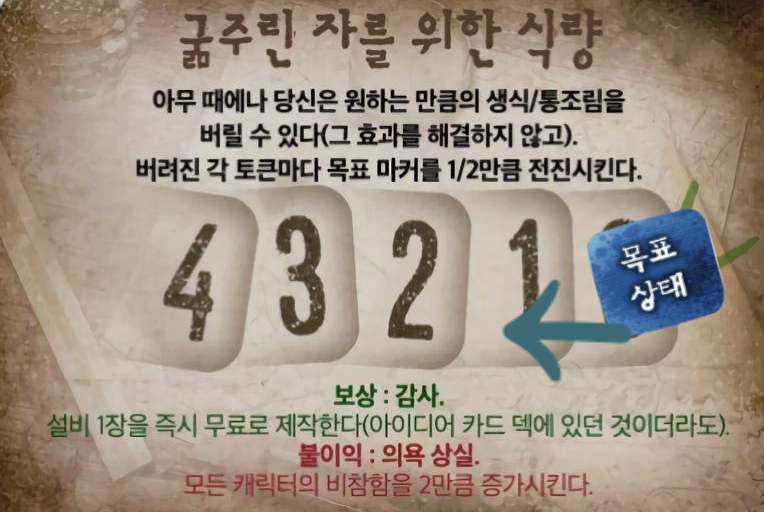 굶주린 자를 위한 식량
아무 때에나 당신은 원하는 만큼의 생식/통조림을
버릴 수 있다(그 효과를 해결하지 않고).
버려진 각 토큰마다 목표 마커를 1/2만큼 전진시킨다.
4 3 2 1
목표
상태
보상 : 감사.
설비 1장을 즉시 무료로 제작한다(아이디어 카드 덱에 있던 것이더라도).
불이익 : 의욕 상실.
모든 캐릭터의 비참함을 2만큼 증가시킨다.